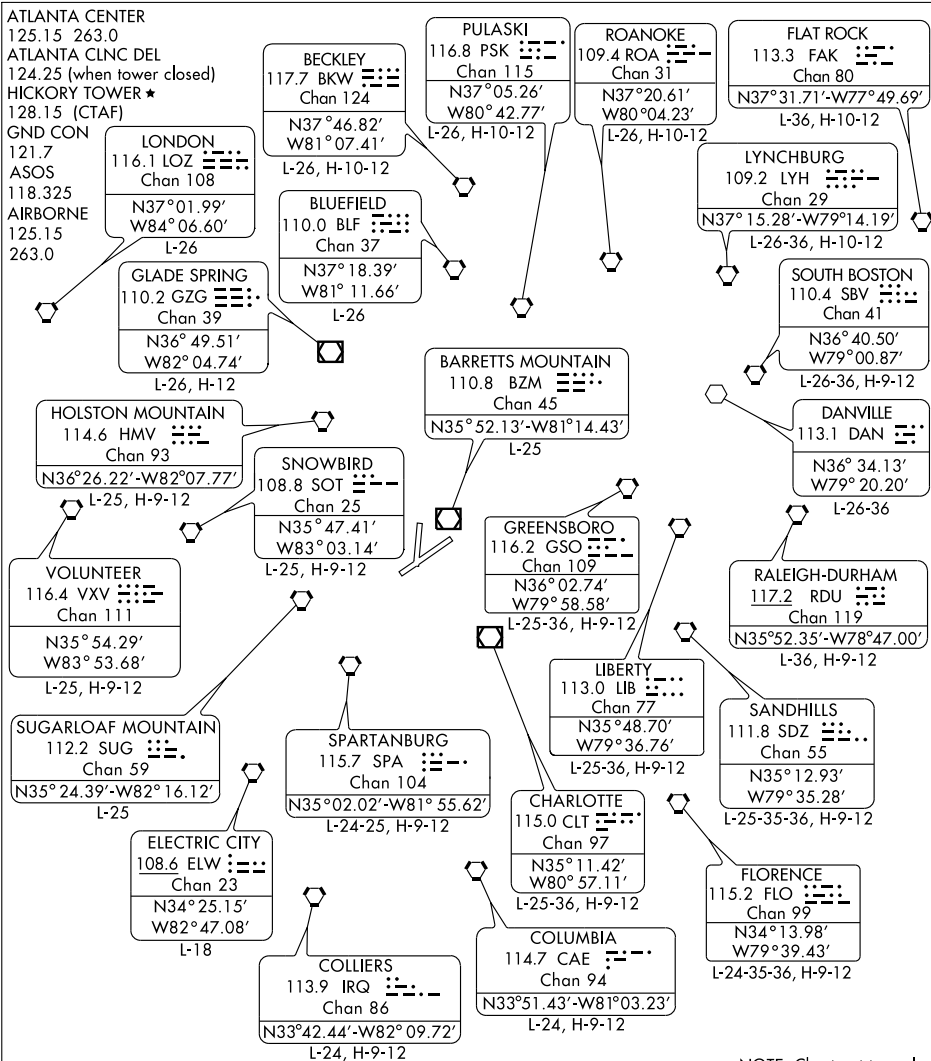 ATLANTA CENTER
125.15 263.0
ATLANTA CLNC DEL
124.25 (when tower closed)
HICKORY TOWER ★
128.15 (CTAF)
GND CON
121.7
ASOS
118.325
AIRBORNE
125.15
263.0
BECKLEY
117.7 BKW
Chan 124
N37°46.82′
W81°07.41′
L-26, H-10-12
PULASKI
116.8 PSK
Chan 115
N37°05.26′
W80°42.77′
L-26, H-10-12
ROANOKE
109.4 ROA
Chan 31
N37°20.61′
W80°04.23′
L-26, H-10-12
FLAT ROCK
113.3 FAK
Chan 80
N37°31.71′-W77°49.69′
L-36, H-10-12
LONDON
116.1 LOZ
Chan 108
N37°01.99′
W84°06.60′
L-26
BLUEFIELD
110.0 BLF
Chan 37
N37°18.39′
W81°11.66′
L-26
LYNCHBURG
109.2 LYH
Chan 29
N37°15.28′-W79°14.19′
L-26-36, H-10-12
GLADE SPRING
110.2 GZG
Chan 39
N36°49.51′
W82°04.74′
L-26, H-12
SOUTH BOSTON
110.4 SBV
Chan 41
N36°40.50′
W79°00.87′
L-26-36, H-9-12
BARRETTS MOUNTAIN
110.8 BZM
Chan 45
N35°52.13′-W81°14.43′
L-25
HOLSTON MOUNTAIN
114.6 HMV
Chan 93
N36°26.22′-W82°07.77′
L-25, H-9-12
DANVILLE
113.1 DAN
N36°34.13′
W79°20.20′
L-26-36
SNOWBIRD
108.8 SOT
Chan 25
N35°47.41′
W83°03.14′
L-25, H-9-12
GREENSBORO
116.2 GSO
Chan 109
N36°02.74′
W79°58.58′
L-25-36, H-9-12
VOLUNTEER
116.4 VXV
Chan 111
N35°54.29′
W83°53.68′
L-25, H-9-12
RALEIGH-DURHAM
117.2 RDU
Chan 119
N35°52.35′-W78°47.00′
L-36, H-9-12
LIBERTY
113.0 LIB
Chan 77
N35°48.70′
W79°36.76′
L-25-36, H-9-12
SUGARLOAF MOUNTAIN
112.2 SUG
Chan 59
N35°24.39′-W82°16.12′
L-25
SPARTANBURG
115.7 SPA
Chan 104
N35°02.02′-W81°55.62′
L-24-25, H-9-12
SANDHILLS
111.8 SDZ
Chan 55
N35°12.93′
W79°35.28′
L-25-35-36, H-9-12
CHARLOTTE
115.0 CLT
Chan 97
N35°11.42′
W80°57.11′
L-25-36, H-9-12
ELECTRIC CITY
108.6 ELW
Chan 23
N34°25.15′
W82°47.08′
L-18
FLORENCE
115.2 FLO
Chan 99
N34°13.98′
W79°39.43′
L-24-35-36, H-9-12
COLLIERS
113.9 IRQ
Chan 86
N33°42.44′-W82°09.72′
L-24, H-9-12
COLUMBIA
114.7 CAE
Chan 94
N33°51.43′-W81°03.23′
L-24, H-9-12